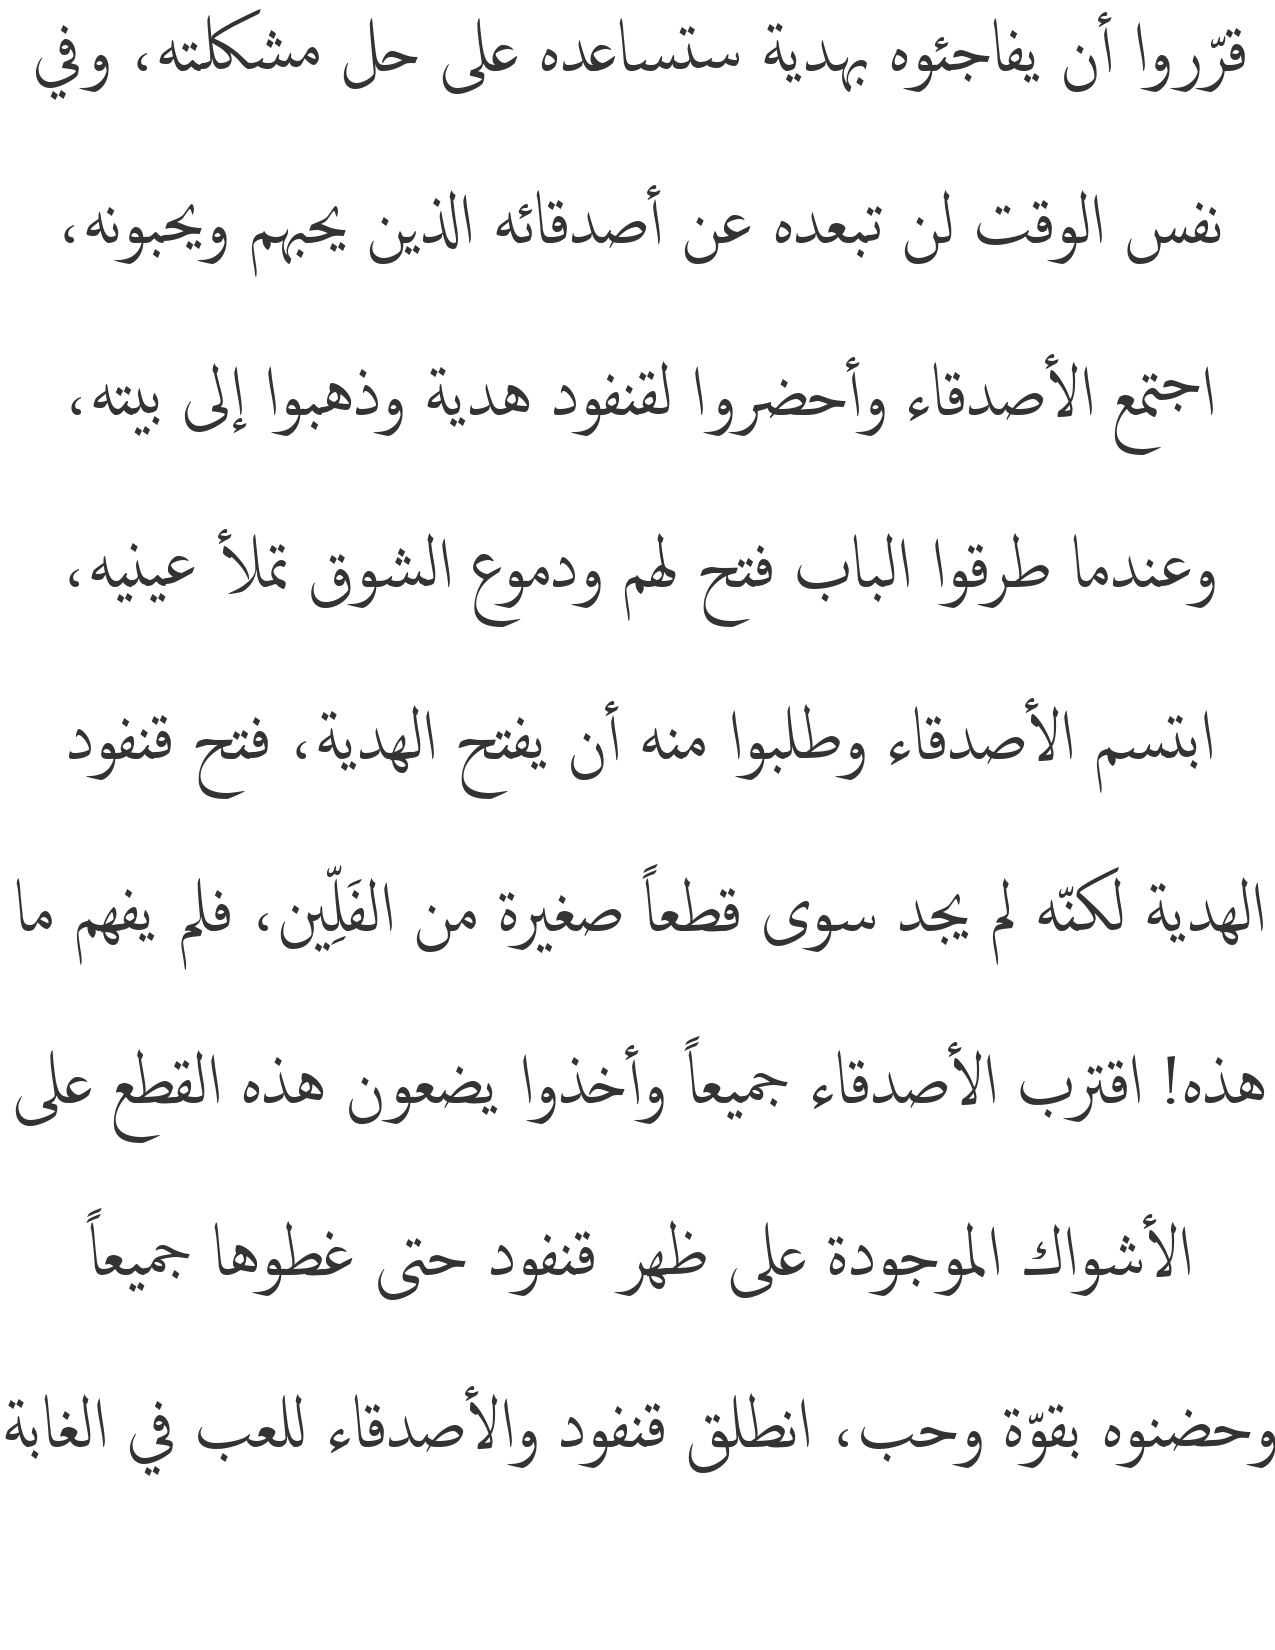 قرّروا أن يفاجئوه بهدية ستساعده على حل مشكلته، وفي
نفس الوقت لن تبعده عن أصدقائه الذين يحبهم ويحبونه،
اجتمع الأصدقاء وأحضروا لقنفود هدية وذهبوا إلى بيته،
وعندما طرقوا الباب فتح لهم ودموع الشوق تملأ عينيه،
ابتسم الأصدقاء وطلبوا منه أن يفتح الهدية، فتح قنفود
الهدية لكنّه لم يجد سوى قطعاً صغيرة من الفَلِّين، فلم يفهم ما
هذه! اقترب الأصدقاء جميعاً وأخذوا يضعون هذه القطع على
الأشواك الموجودة على ظهر قنفود حتى غطوها جميعاً
وحضنوه بقوّة وحب، انطلق قنفود والأصدقاء للعب في الغابة